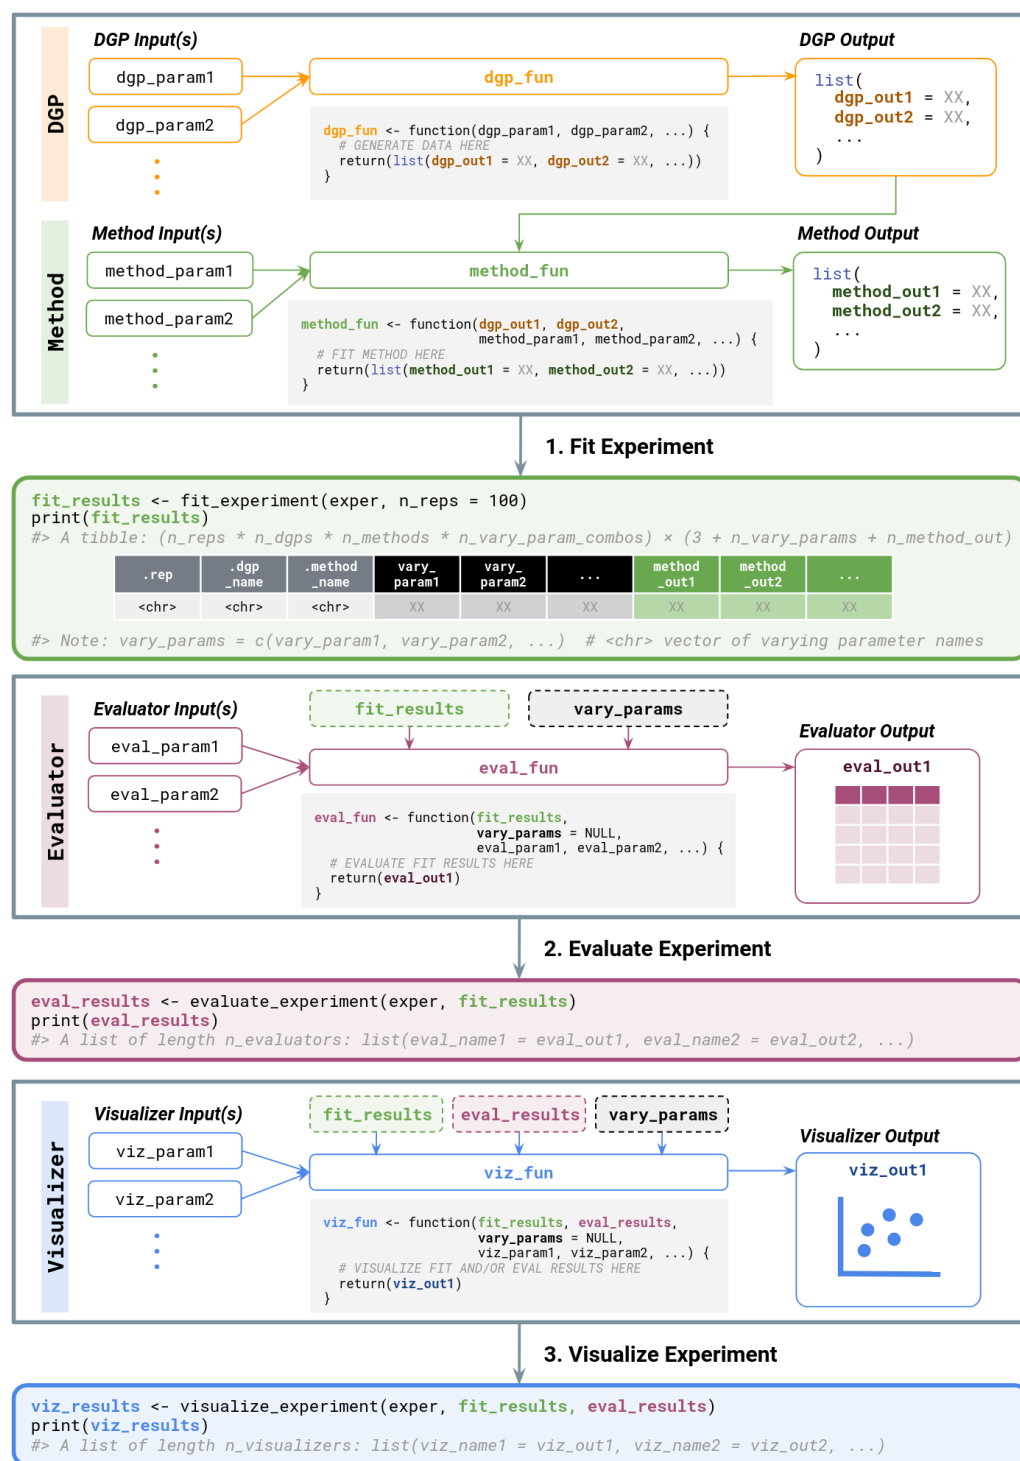 DGP
DGP Input(s)
dgp_param1
dgp_param2
dgp_fun
dgp_fun <- function(dgp_param1, dgp_param2, ...) {
# GENERATE DATA HERE
return(list(dgp_out1 = XX, dgp_out2 = XX, ...))
}
DGP Output
list(
dgp_out1 = XX,
dgp_out2 = XX,
...
)
Method
Method Input(s)
method_param1
method_param2
method_fun
method_fun <- function(dgp_out1, dgp_out2,
method_param1, method_param2, ...) {
# FIT METHOD HERE
return(list(method_out1 = XX, method_out2 = XX, ...))
}
Method Output
list(
method_out1 = XX,
method_out2 = XX,
...
)
1. Fit Experiment
fit_results <- fit_experiment(exper, n_reps = 100)
print(fit_results)
#> A tibble: (n_reps * n_dgps * n_methods * n_vary_param_combos) × (3 + n_vary_params + n_method_out)
.rep .dgp_name .method_name vary_param1 vary_param2 ... method_out1 method_out2 ...
<chr> <chr> <chr> XX XX XX XX XX XX
#> Note: vary_params = c(vary_param1, vary_param2, ...)  # <chr> vector of varying parameter names
Evaluator
Evaluator Input(s)
eval_param1
eval_param2
fit_results
vary_params
eval_fun
eval_fun <- function(fit_results,
vary_params = NULL,
eval_param1, eval_param2, ...) {
# EVALUATE FIT RESULTS HERE
return(eval_out1)
}
Evaluator Output
eval_out1
2. Evaluate Experiment
eval_results <- evaluate_experiment(exper, fit_results)
print(eval_results)
#> A list of length n_evaluators: list(eval_name1 = eval_out1, eval_name2 = eval_out2, ...)
Visualizer
Visualizer Input(s)
viz_param1
viz_param2
fit_results
eval_results
vary_params
viz_fun
viz_fun <- function(fit_results, eval_results,
vary_params = NULL,
viz_param1, viz_param2, ...) {
# VISUALIZE FIT AND/OR EVAL RESULTS HERE
return(viz_out1)
}
Visualizer Output
viz_out1
3. Visualize Experiment
viz_results <- visualize_experiment(exper, fit_results, eval_results)
print(viz_results)
#> A list of length n_visualizers: list(viz_name1 = viz_out1, viz_name2 = viz_out2, ...)